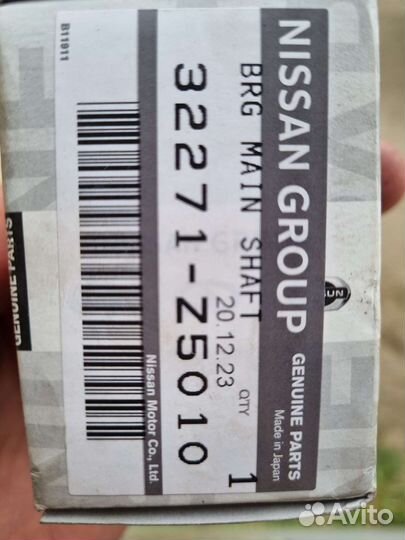 NISSAN GROUP GENUINE PARTS
Made in Japan
BRG MAIN SHAFT
20.12.23 QTY 1
32271-Z5010
Nissan Motor Co., Ltd.
B11911
GENUINE PARTS
Avito